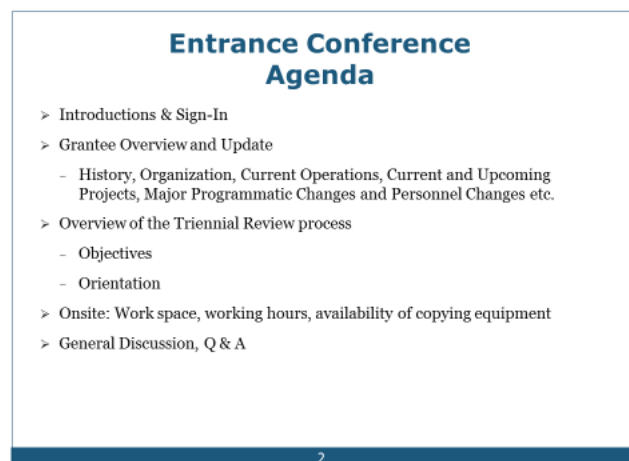 Entrance Conference
Agenda
➢ Introductions & Sign-In
➢ Grantee Overview and Update
– History, Organization, Current Operations, Current and Upcoming
Projects, Major Programmatic Changes and Personnel Changes etc.
➢ Overview of the Triennial Review process
– Objectives
– Orientation
➢ Onsite: Work space, working hours, availability of copying equipment
➢ General Discussion, Q & A
2